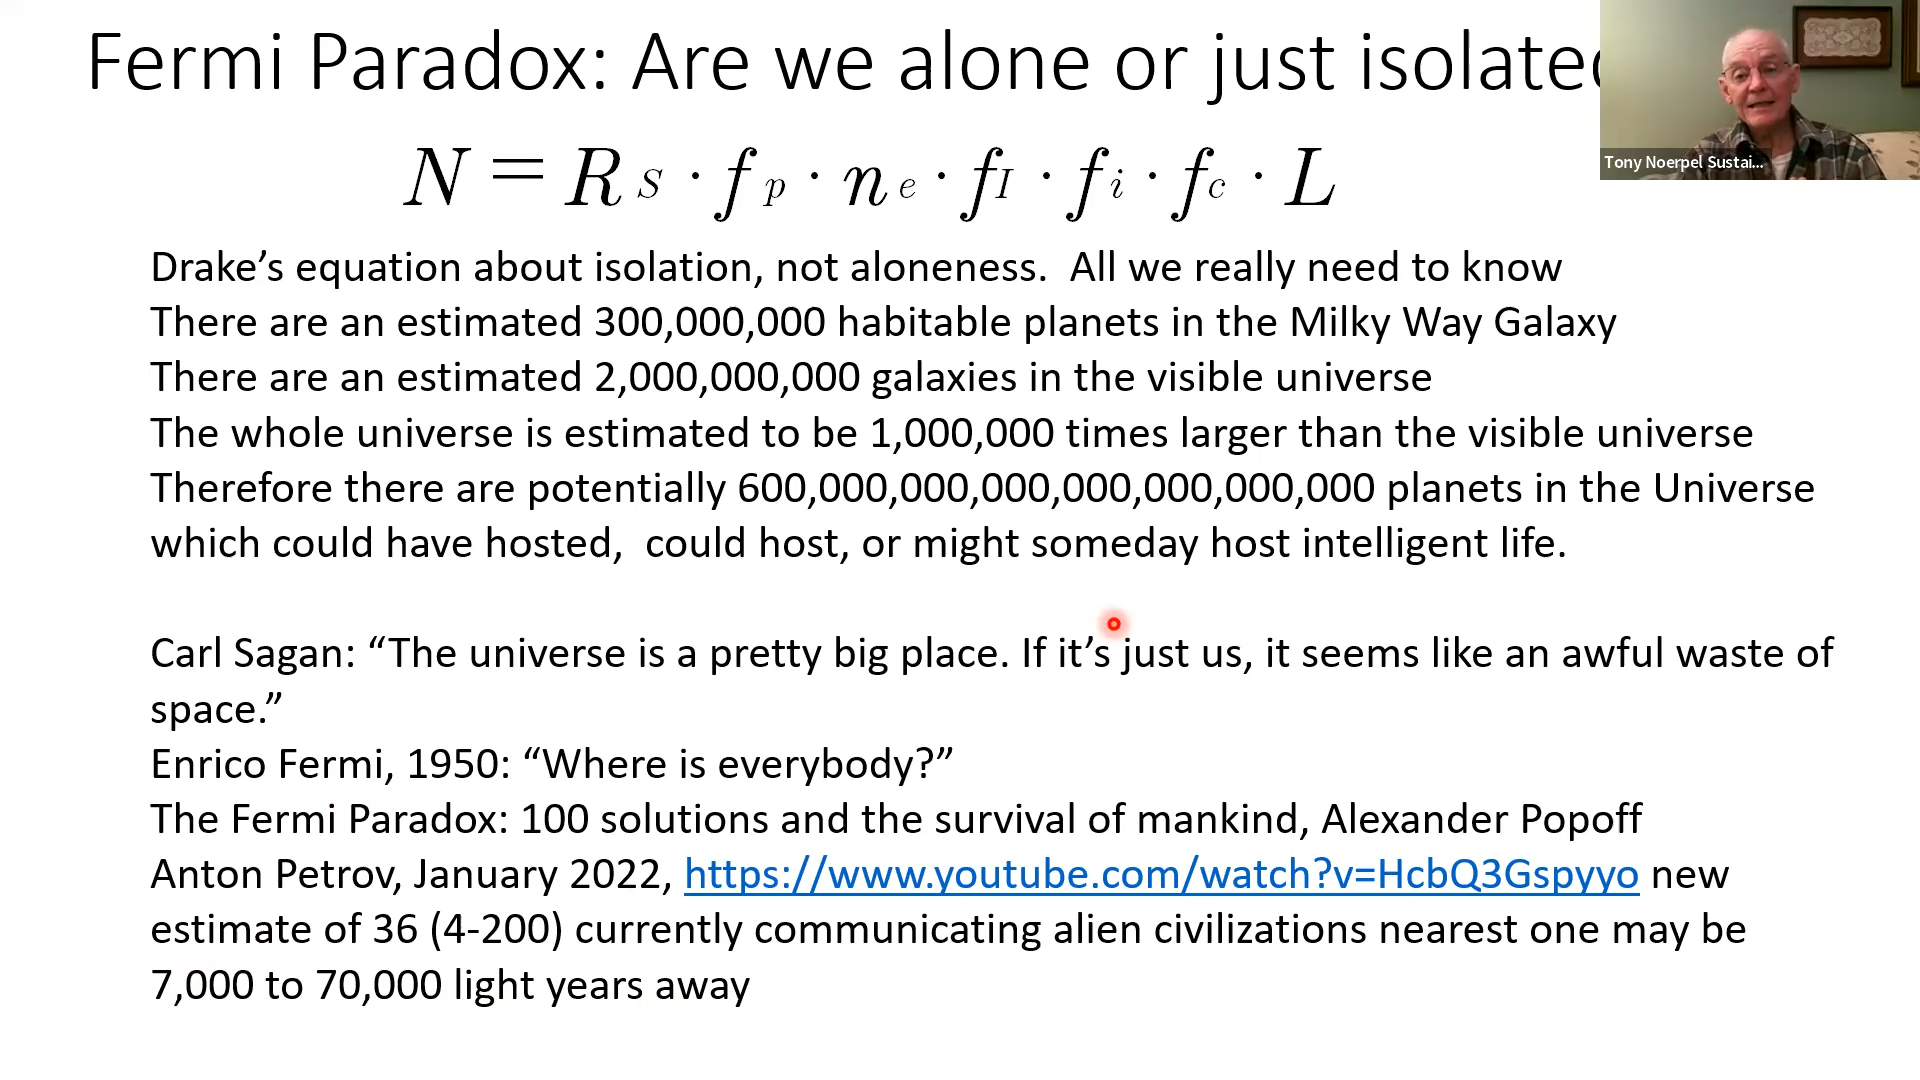 Fermi Paradox: Are we alone or just isolated
Tony Noerpel Sustai...
N = R S · f p · n e · f I · f i · f c · L
Drake’s equation about isolation, not aloneness.  All we really need to know
There are an estimated 300,000,000 habitable planets in the Milky Way Galaxy
There are an estimated 2,000,000,000 galaxies in the visible universe
The whole universe is estimated to be 1,000,000 times larger than the visible universe
Therefore there are potentially 600,000,000,000,000,000,000,000 planets in the Universe
which could have hosted,  could host, or might someday host intelligent life.
Carl Sagan: “The universe is a pretty big place. If it’s just us, it seems like an awful waste of
space.”
Enrico Fermi, 1950: “Where is everybody?”
The Fermi Paradox: 100 solutions and the survival of mankind, Alexander Popoff
Anton Petrov, January 2022, https://www.youtube.com/watch?v=HcbQ3Gspyyo new
estimate of 36 (4-200) currently communicating alien civilizations nearest one may be
7,000 to 70,000 light years away